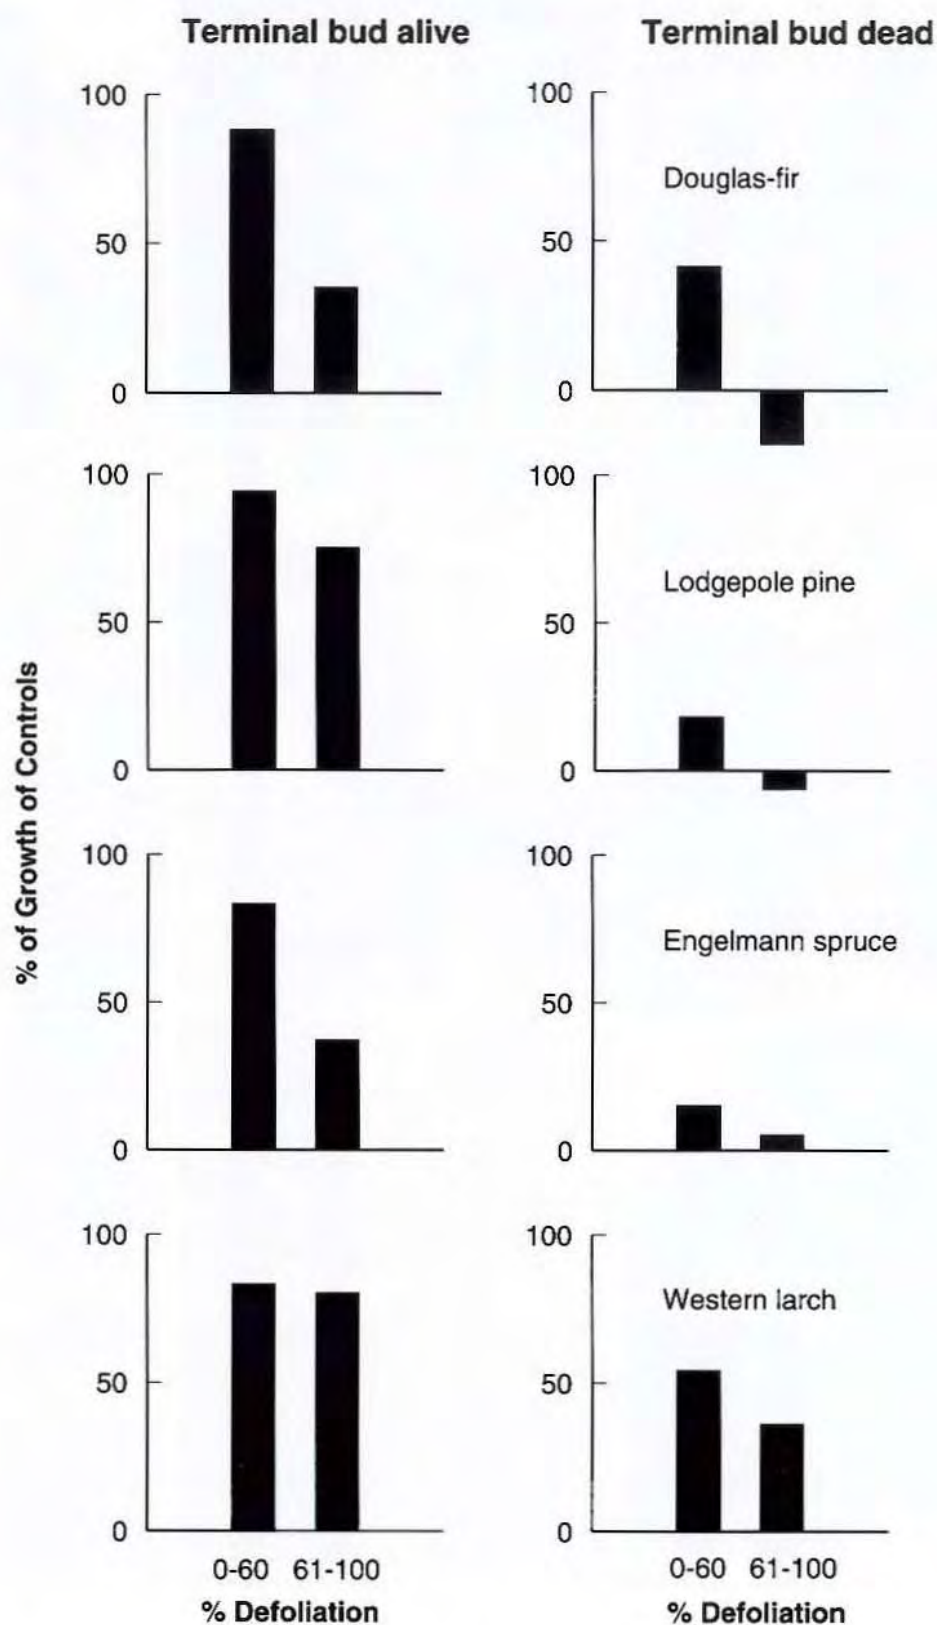 Terminal bud alive
Terminal bud dead
% of Growth of Controls
100
50
0
100
50
0
Douglas-fir
100
50
0
100
50
0
Lodgepole pine
100
50
0
100
50
0
Engelmann spruce
100
50
0
100
50
0
Western larch
0-60 61-100
% Defoliation
0-60 61-100
% Defoliation